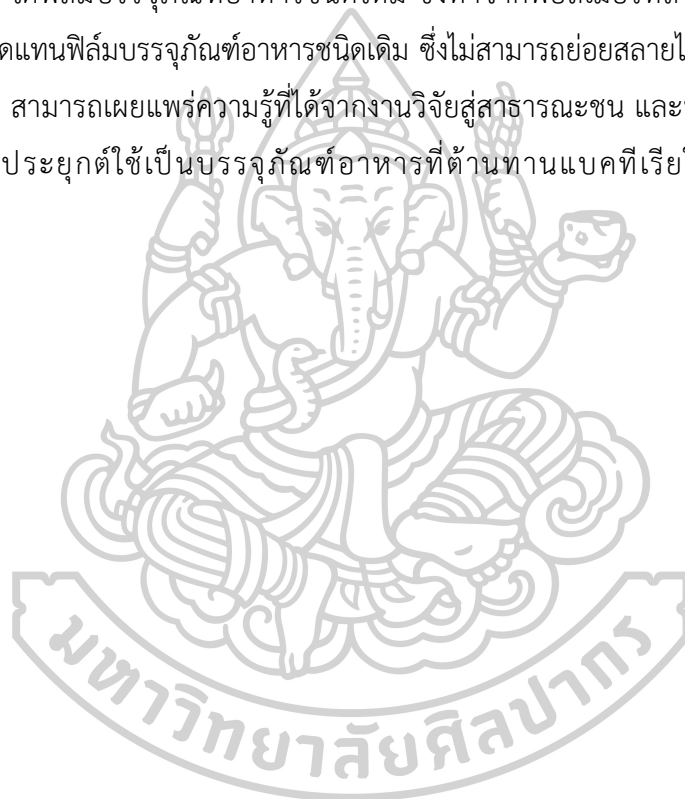 ดแทนฟิล์มบรรจุภัณฑ์อาหารชนิดเดิม ซึ่งไม่สามารถย่อยสลายไ
สามารถเผยแพร่ความรู้ที่ได้จากงานวิจัยสู่สาธารณะชน และ
ประยุกต์ใช้เป็นบรรจุภัณฑ์อาหารที่ต้านทานแบคทีเรีย
มหาวิทยาลัยศิลปากร